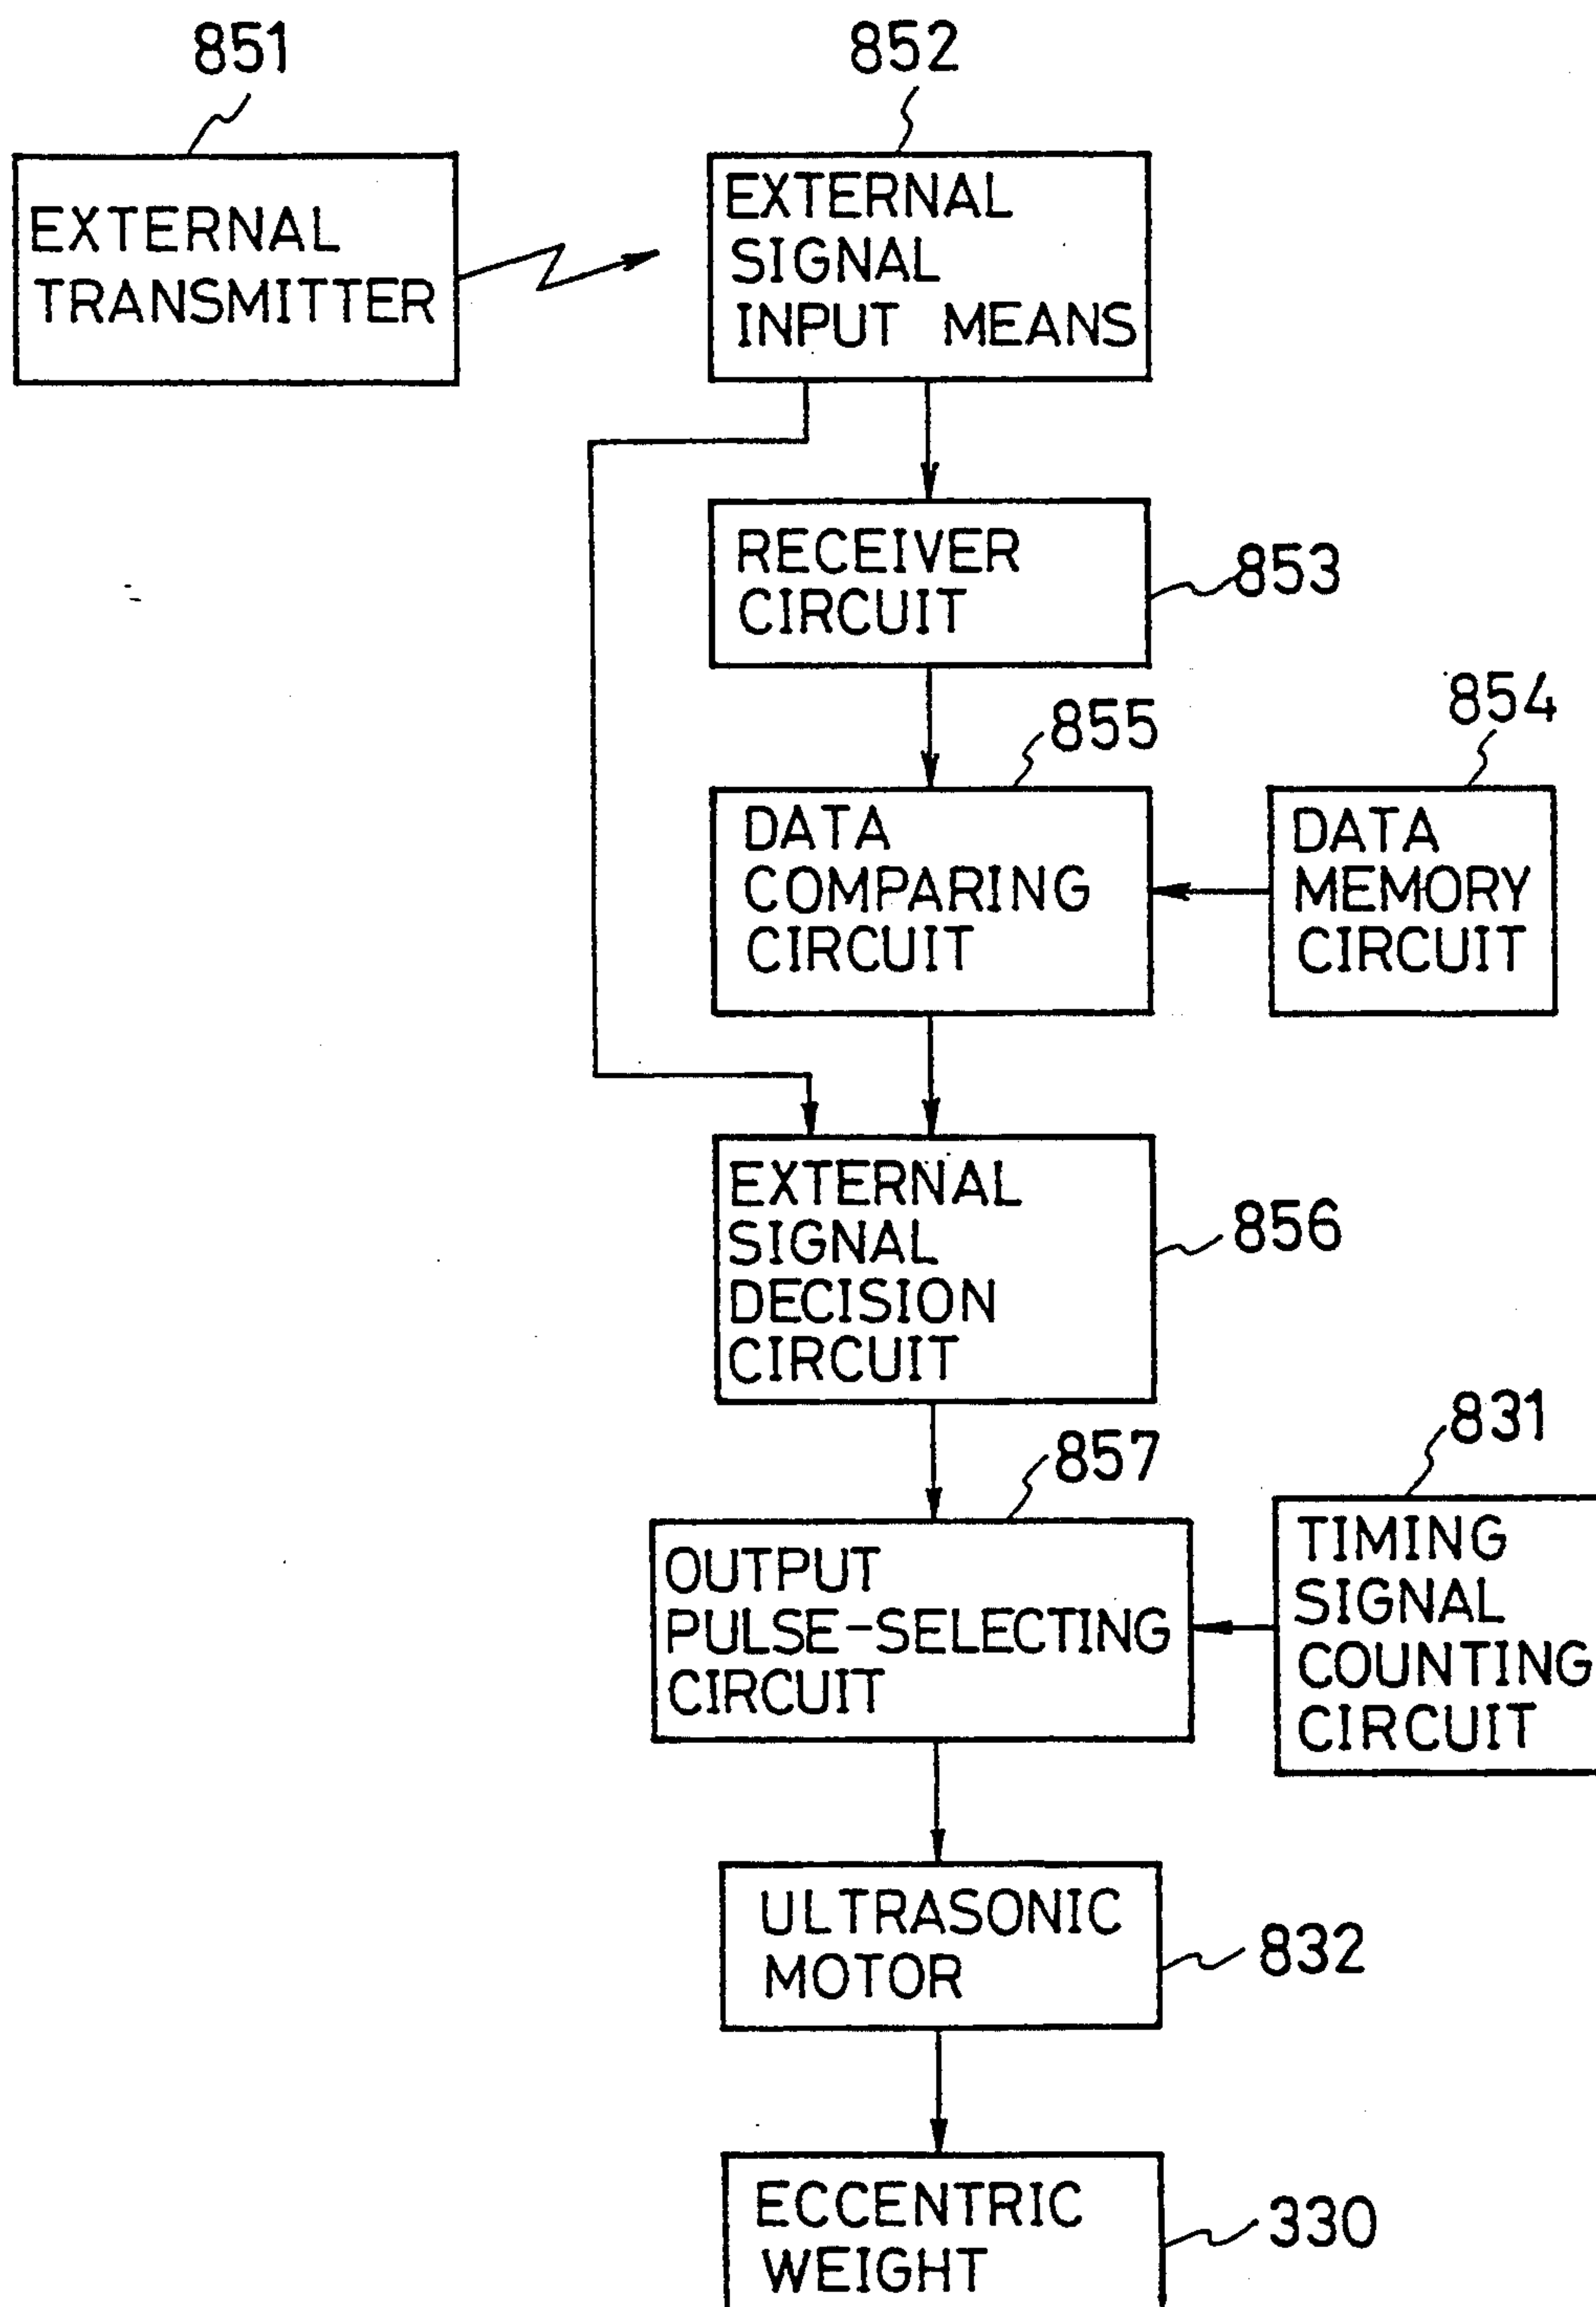 851
852
EXTERNAL
TRANSMITTER
EXTERNAL
SIGNAL
INPUT MEANS
RECEIVER
CIRCUIT
853
855
854
DATA
COMPARING
CIRCUIT
DATA
MEMORY
CIRCUIT
EXTERNAL
SIGNAL
DECISION
CIRCUIT
856
857
831
OUTPUT
PULSE-SELECTING
CIRCUIT
TIMING
SIGNAL
COUNTING
CIRCUIT
ULTRASONIC
MOTOR
832
ECCENTRIC
WEIGHT
330